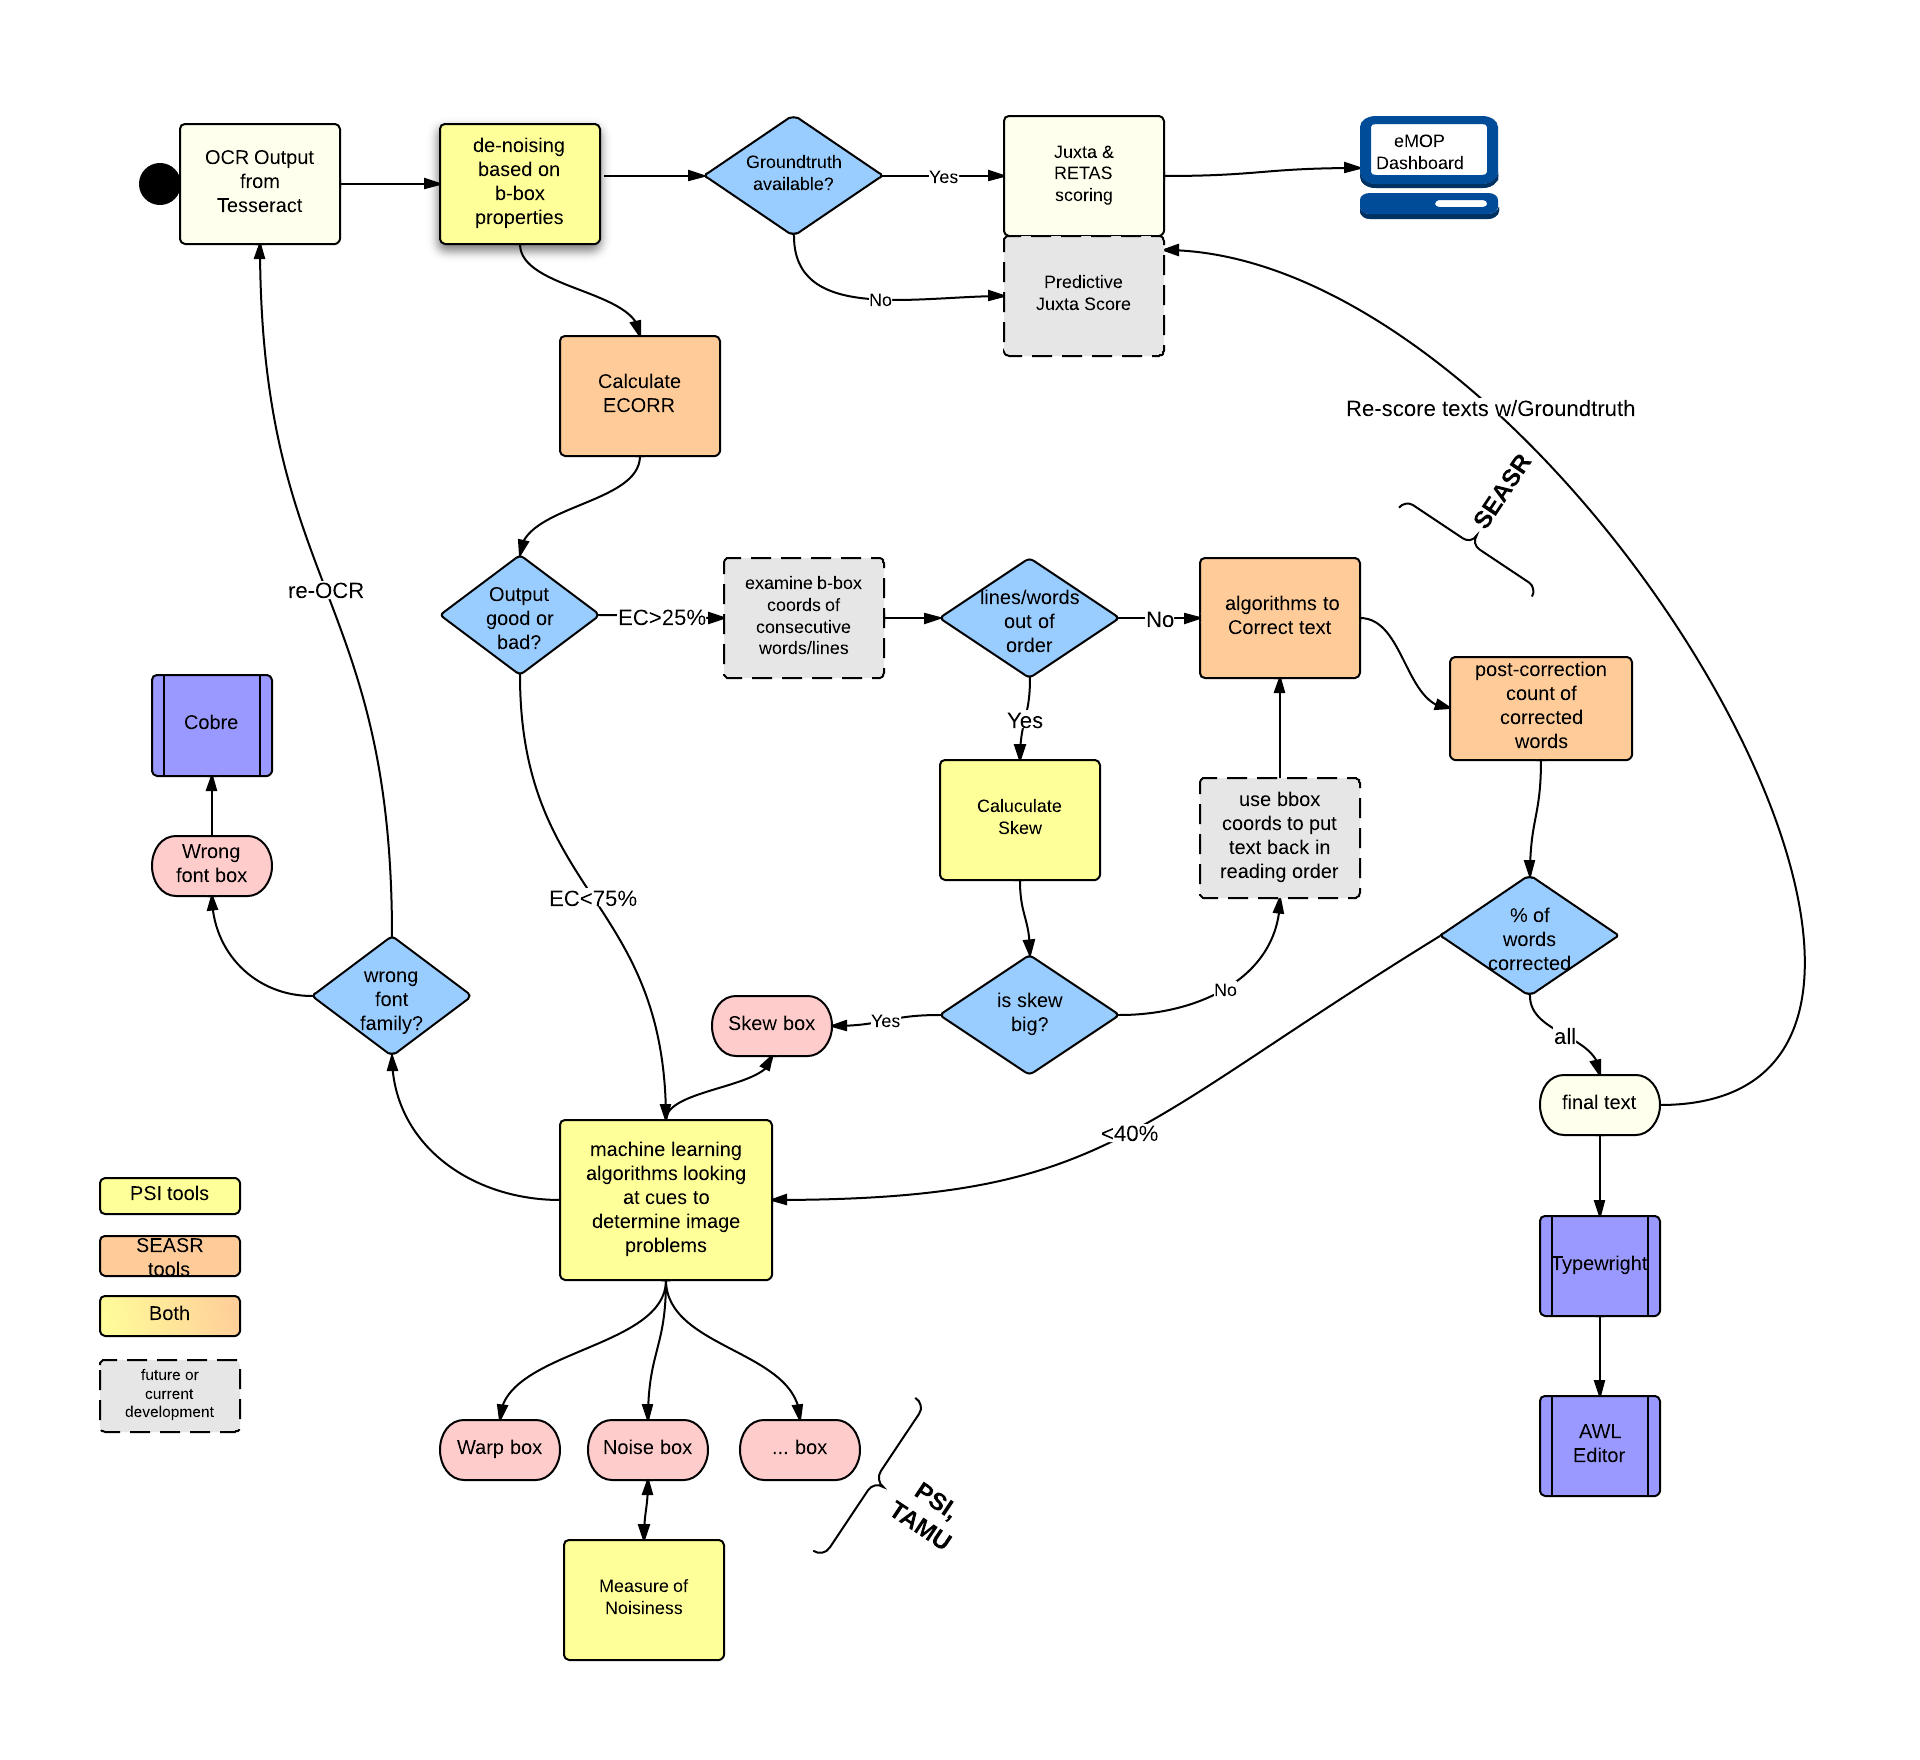 OCR Output
from
Tesseract
de-noising
based on
b-box
properties
Groundtruth
available?
Yes
No
Juxta &
RETAS
scoring
eMOP
Dashboard
Predictive
Juxta Score
Calculate
ECORR
Re-score texts w/Groundtruth
SEASR
re-OCR
Output
good or
bad?
EC>25%
examine b-box
coords of
consecutive
words/lines
lines/words
out of
order
No
Yes
algorithms to
Correct text
post-correction
count of
corrected
words
Cobre
Wrong
font box
Caluculate
Skew
use bbox
coords to put
text back in
reading order
EC<75%
% of
words
corrected
wrong
font
family?
Skew box
Yes
is skew
big?
No
all
final text
<40%
machine learning
algorithms looking
at cues to
determine image
problems
PSI tools
SEASR
tools
Both
future or
current
development
Typewright
AWL
Editor
Warp box
Noise box
... box
PSI,
TAMU
Measure of
Noisiness